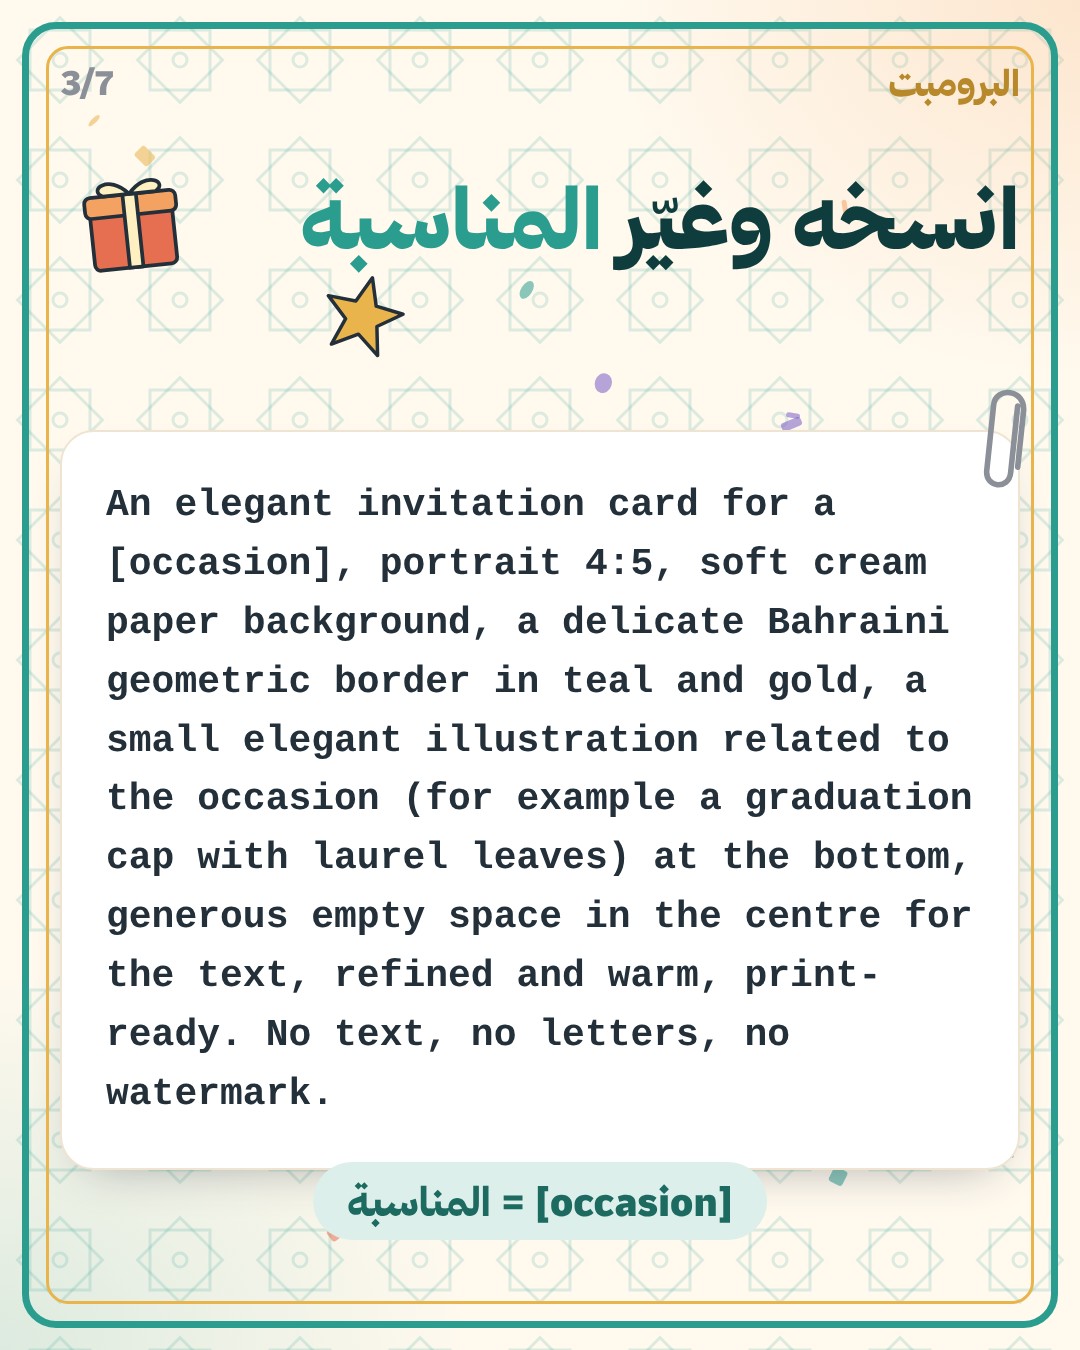 البرومبت
3/7
انسخه وغيّر المناسبة
An elegant invitation card for a
[occasion], portrait 4:5, soft cream
paper background, a delicate Bahraini
geometric border in teal and gold, a
small elegant illustration related to
the occasion (for example a graduation
cap with laurel leaves) at the bottom,
generous empty space in the centre for
the text, refined and warm, print-
ready. No text, no letters, no
watermark.
[occasion] = المناسبة